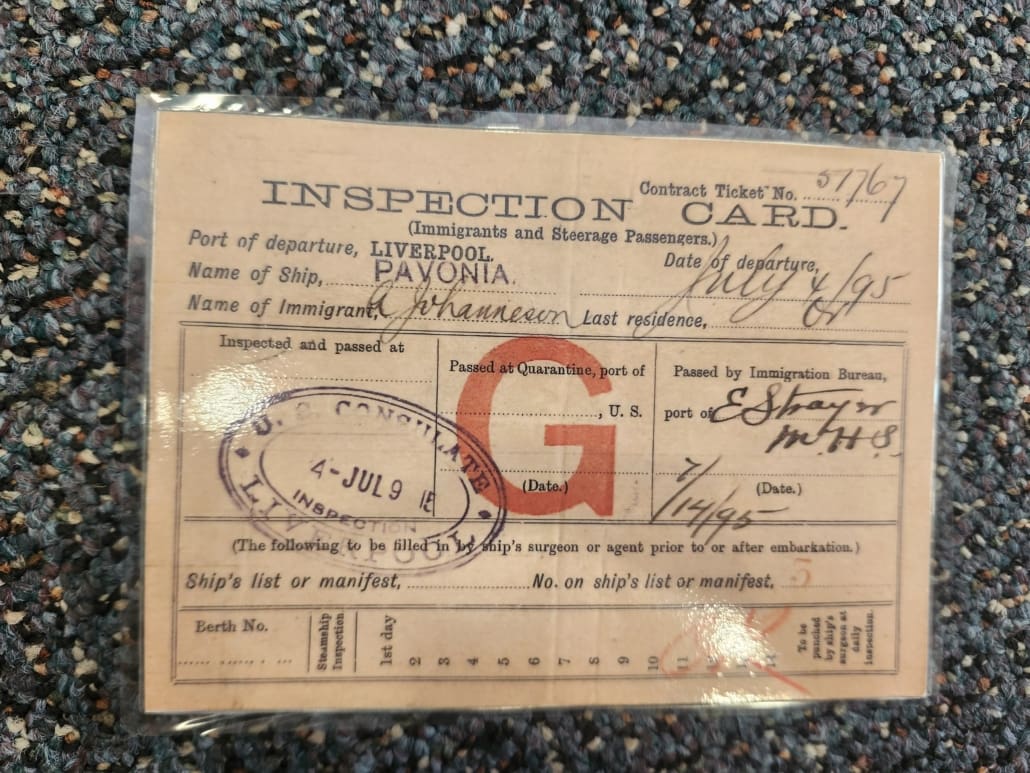 Contract Ticket No. 51767
INSPECTION CARD.
(Immigrants and Steerage Passengers.)
Port of departure, LIVERPOOL.
Date of departure,
Name of Ship, PAVONIA. July 4/95
Name of Immigrant, A Johanneson Last residence,
Inspected and passed at
Passed at Quarantine, port of
, U. S.
(Date.)
G
Passed by Immigration Bureau,
port of E Strayer
M.H.S.
7/14/95
(Date.)
U. S. CONSULATE
4-JUL 9
INSPECTION
LIVERPOOL
(The following to be filled in by ship's surgeon or agent prior to or after embarkation.)
Ship's list or manifest, No. on ship's list or manifest, 5
Berth No.
Steamship Inspection
1st day 2 3 4 5 6 7 8 9 10 11
To be punched by ship's surgeon at daily inspection.